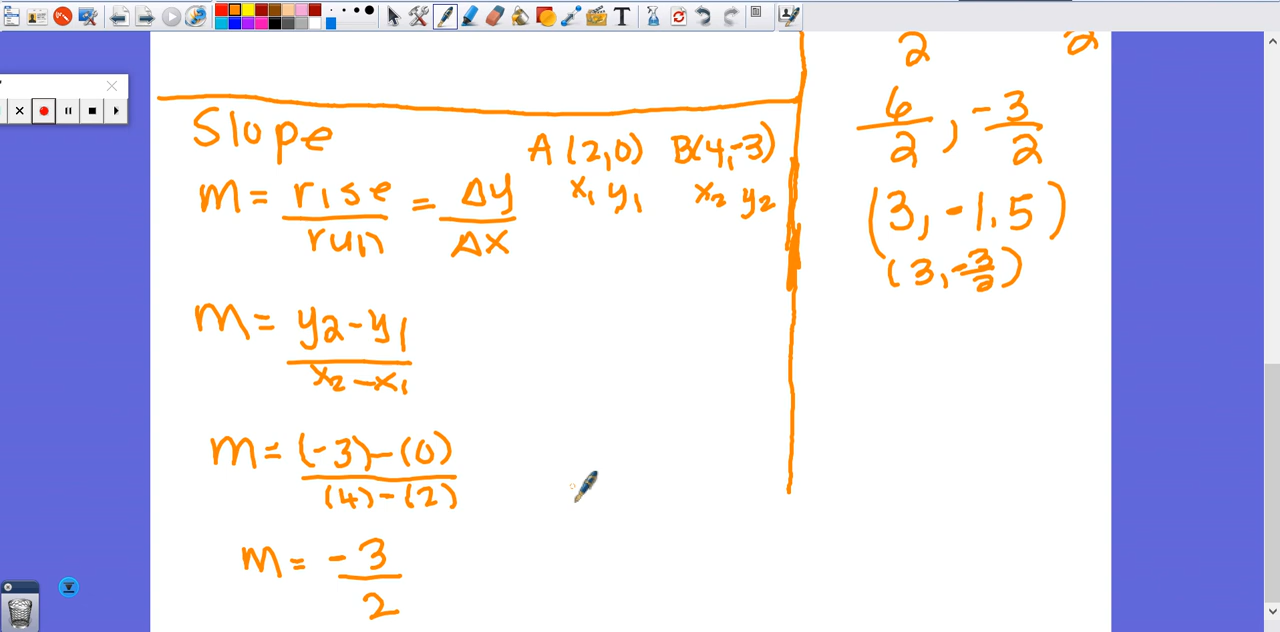 Slope
A (2,0) B(4,-3)
x₁ y₁ x₂ y₂
m = rise/run = Δy/Δx
m = y₂-y₁/x₂-x₁
m = (-3)-(0)/(4)-(2)
m = -3/2
2 2
6/2, -3/2
(3, -1.5)
(3, -3/2)